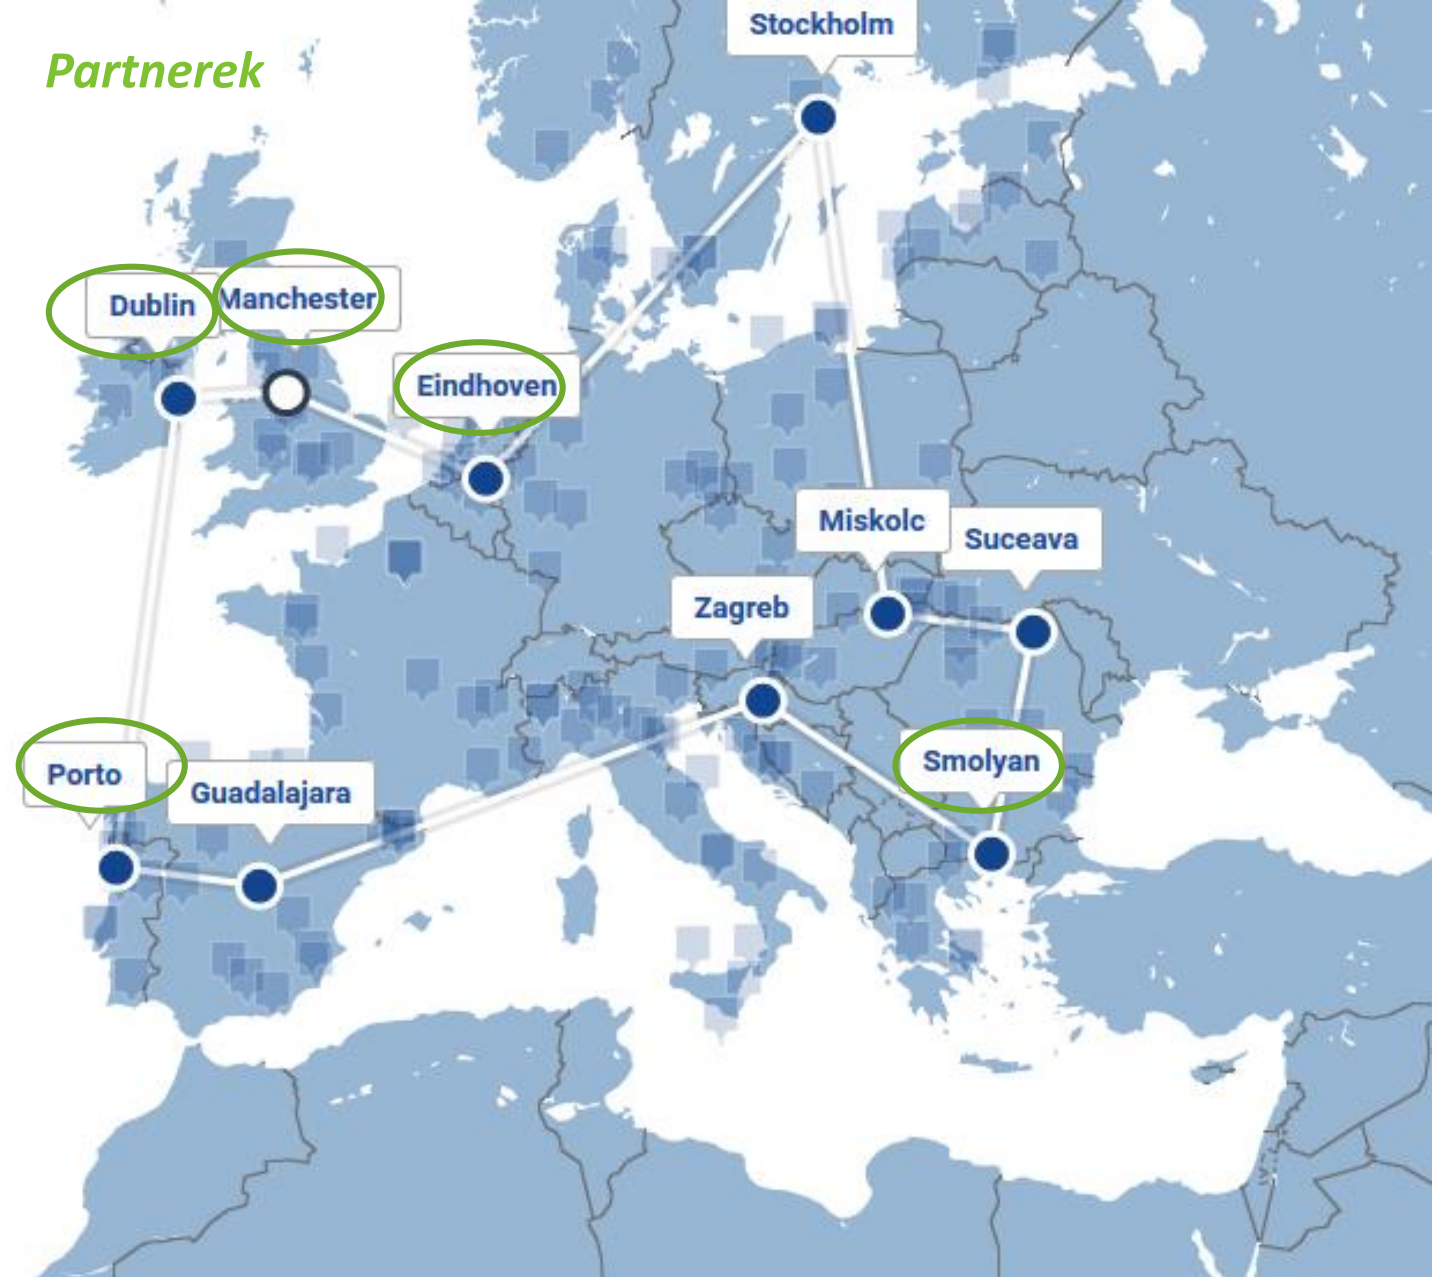 Stockholm
Partnerek
Dublin
Manchester
Eindhoven
Miskolc
Suceava
Zagreb
Porto
Guadalajara
Smolyan